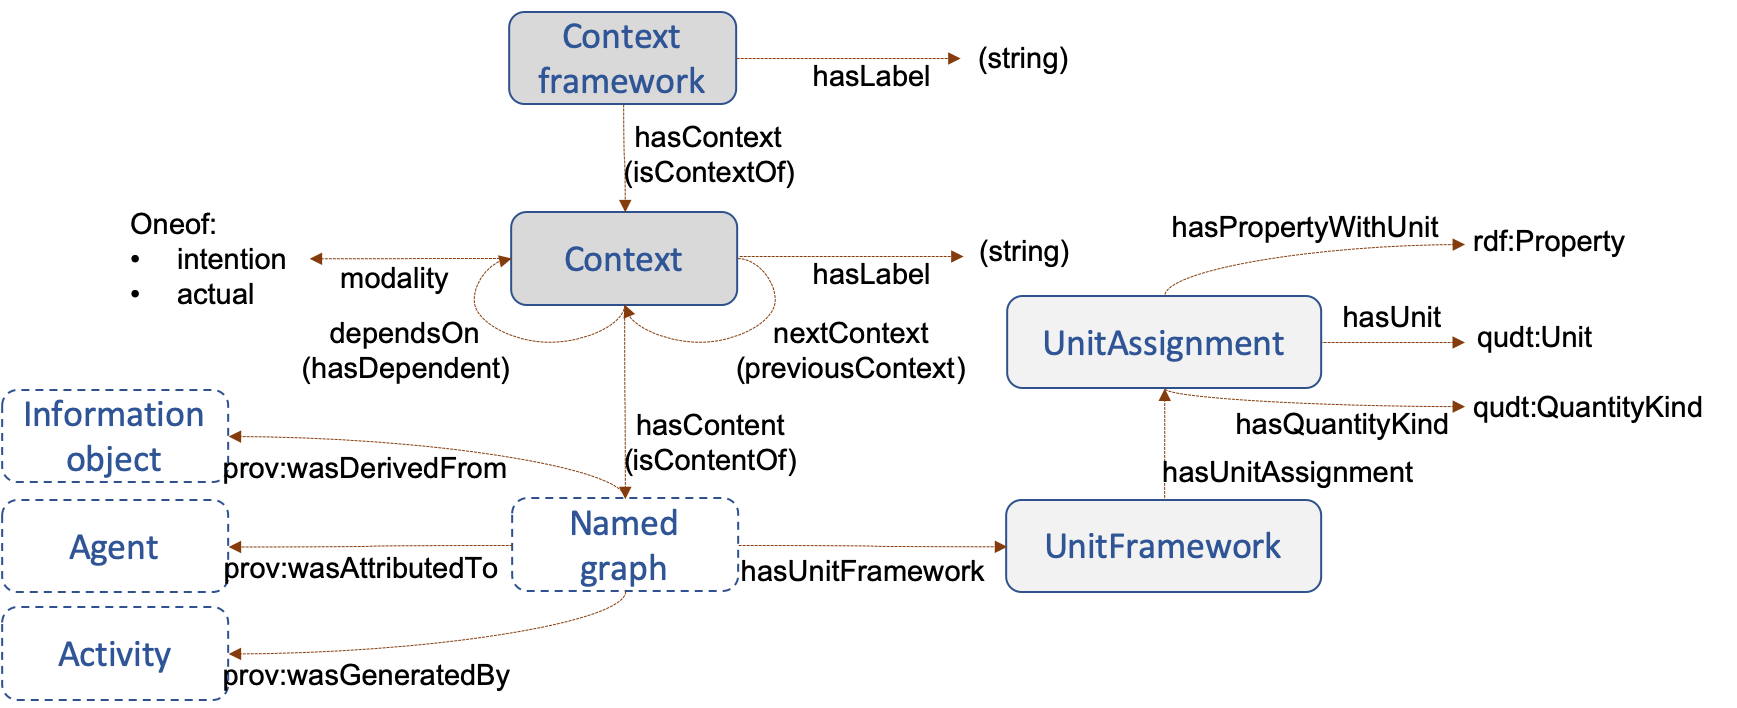 Context
framework
hasLabel
(string)
hasContext
(isContextOf)
Oneof:
• intention
• actual
modality
Context
hasLabel
(string)
dependsOn
(hasDependent)
nextContext
(previousContext)
hasPropertyWithUnit
rdf:Property
UnitAssignment
hasUnit
qudt:Unit
hasQuantityKind
qudt:QuantityKind
hasUnitAssignment
Information
object
prov:wasDerivedFrom
hasContent
(isContentOf)
Agent
prov:wasAttributedTo
Named
graph
hasUnitFramework
UnitFramework
Activity
prov:wasGeneratedBy